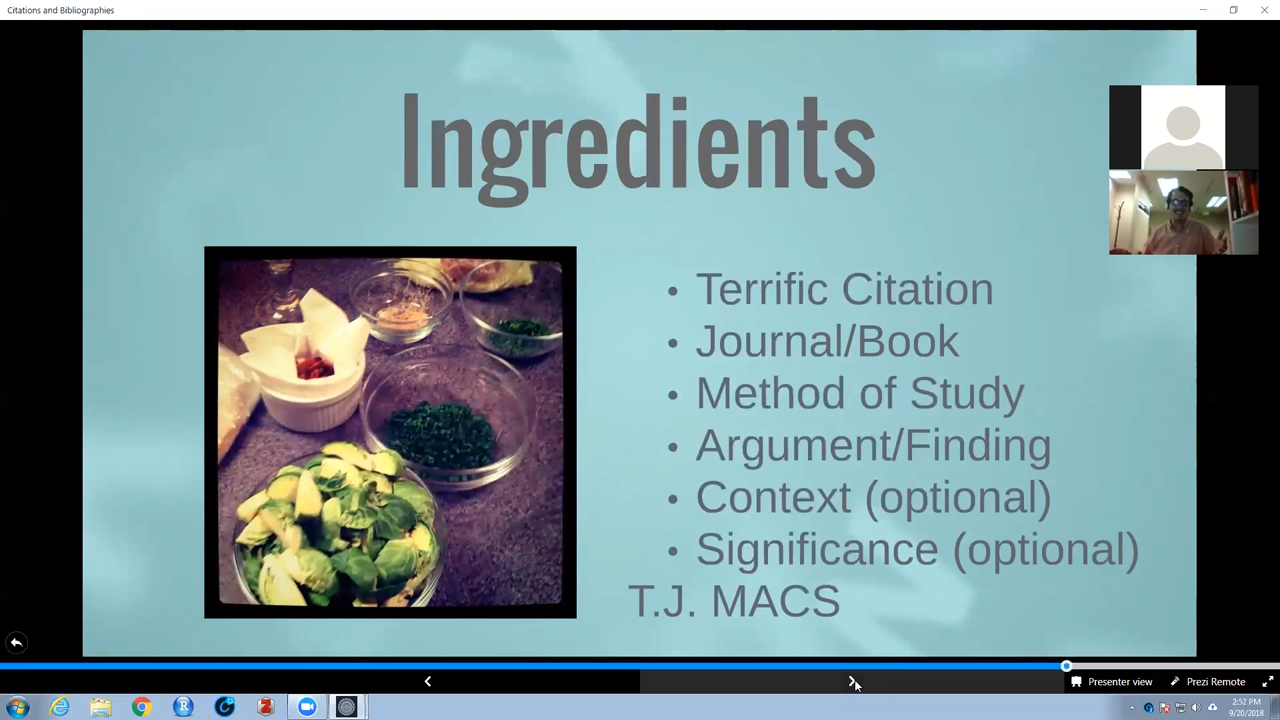 Citations and Bibliographies
Ingredients
• Terrific Citation
• Journal/Book
• Method of Study
• Argument/Finding
• Context (optional)
• Significance (optional)
T.J. MACS
Presenter view
Prezi Remote
2:52 PM
9/20/2018